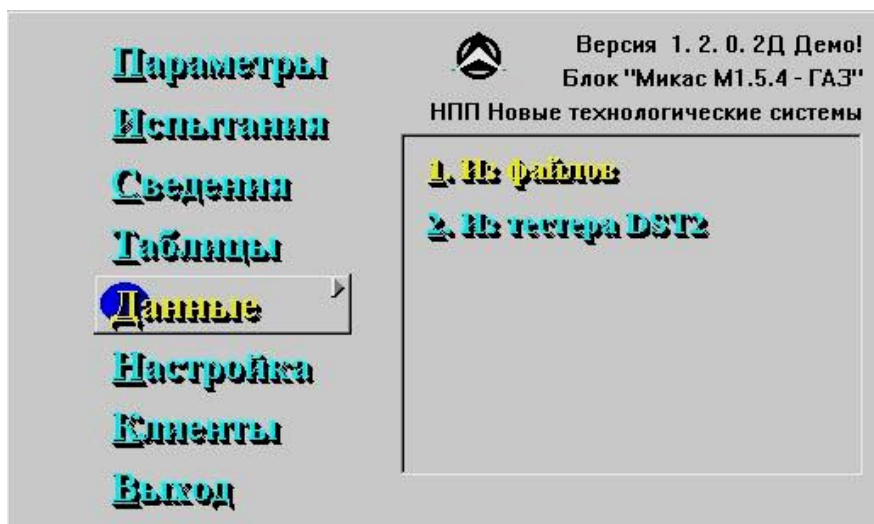 Параметры
Испытания
Сведения
Таблицы
Данные
Настройка
Клиенты
Выход
Версия 1.2.0.2Д Демо!
Блок "Микас М1.5.4 - ГАЗ"
НПП Новые технологические системы
1. Из файлов
2. Из тестера DST2